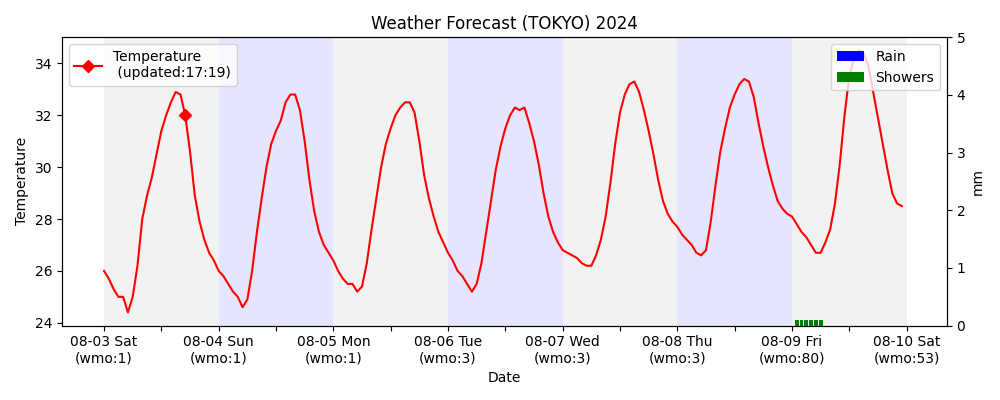 Weather Forecast (TOKYO) 2024
Temperature
(updated:17:19)
Rain
Showers
Temperature
34
32
30
28
26
24
5
4
3
2
1
0
mm
08-03 Sat
(wmo:1)
08-04 Sun
(wmo:1)
08-05 Mon
(wmo:1)
08-06 Tue
(wmo:3)
08-07 Wed
(wmo:3)
08-08 Thu
(wmo:3)
08-09 Fri
(wmo:80)
08-10 Sat
(wmo:53)
Date